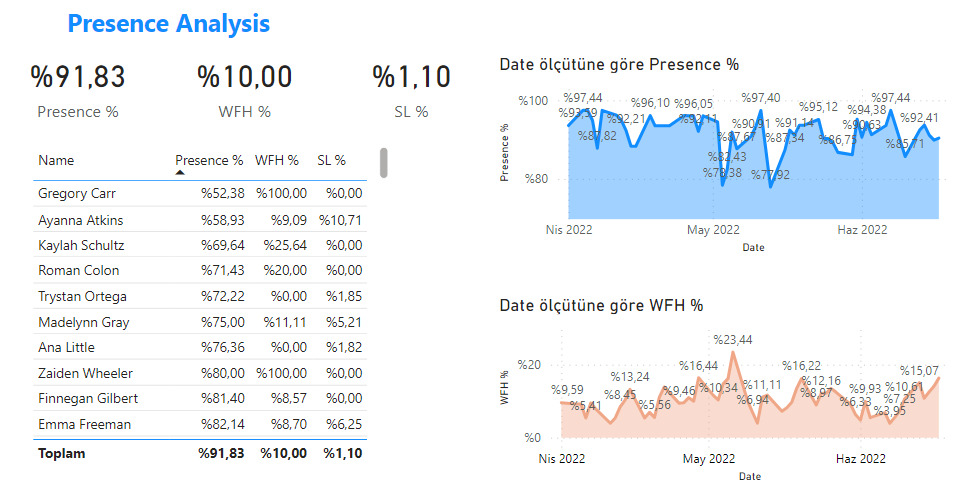 Presence Analysis
%91,83
Presence %
%10,00
WFH %
%1,10
SL %
Name Presence % WFH % SL %
Gregory Carr %52,38 %100,00 %0,00
Ayanna Atkins %58,93 %9,09 %10,71
Kaylah Schultz %69,64 %25,64 %0,00
Roman Colon %71,43 %20,00 %0,00
Trystan Ortega %72,22 %0,00 %1,85
Madelynn Gray %75,00 %11,11 %5,21
Ana Little %76,36 %0,00 %1,82
Zaiden Wheeler %80,00 %100,00 %0,00
Finnegan Gilbert %81,40 %8,57 %0,00
Emma Freeman %82,14 %8,70 %6,25
Toplam %91,83 %10,00 %1,10
Date ölçütüne göre Presence %
Presence %
%100
%80
%97,44
%87,82
%92,21
%96,10
%96,05
%82,43
%78,38
%90,91
%97,40
%77,92
%91,14
%87,34
%95,12
%86,75
%94,38
%97,44
%85,71
%92,41
Nis 2022 May 2022 Haz 2022
Date
Date ölçütüne göre WFH %
WFH %
%20
%0
%9,59
%5,41
%8,45
%13,24
%5,56
%9,46
%16,44
%10,34
%23,44
%6,94
%11,11
%16,22
%8,97
%12,16
%6,33
%9,93
%3,95
%10,61
%7,25
%15,07
Nis 2022 May 2022 Haz 2022
Date